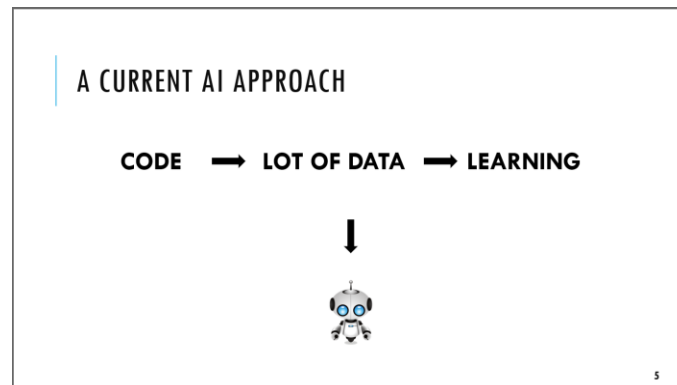 A CURRENT AI APPROACH
CODE → LOT OF DATA → LEARNING
5